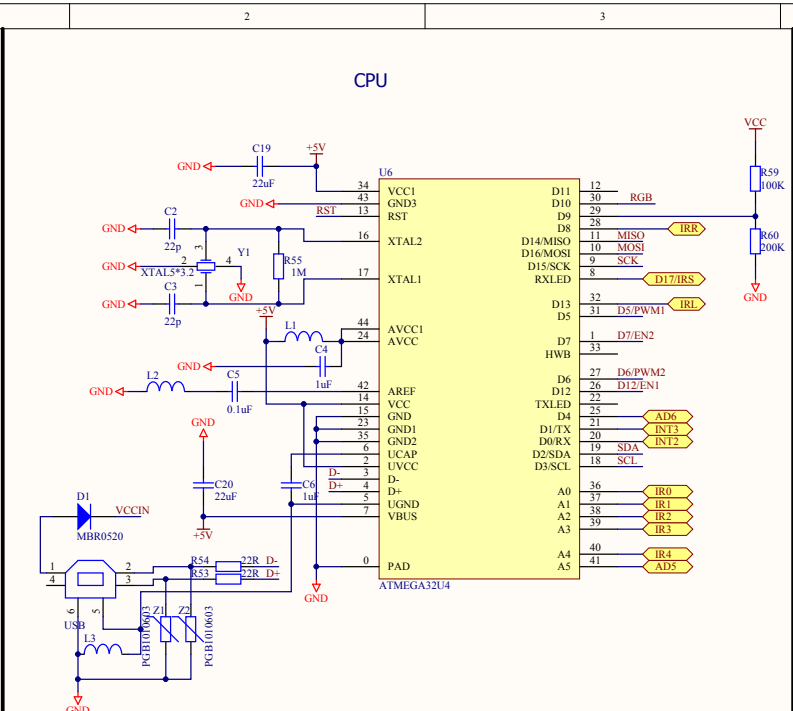 2 3
CPU
VCC
C19 +5V
GND 22uF
U6
R59
100K
34 VCC1 D11 12
GND 43 GND3 D10 30 RGB
RST 13 RST D9 29
D8 28 IRR
C2
GND 22p
16 XTAL2 D14/MISO 11 MISO
D16/MOSI 10 MOSI
R60
200K
3 Y1
GND 2 4
XTAL5*3.2
1
R55
1M
D15/SCK 9 SCK
17 XTAL1 RXLED 8 D17/IRS
GND
C3
GND 22p
GND
D13 32 IRL
+5V
D5 31 D5/PWM1
L1
44 AVCC1
24 AVCC D7 1 D7/EN2
HWB 33
C4
GND 1uF
D6 27 D6/PWM2
L2 C5
GND 0.1uF
42 AREF D12 26 D12/EN1
14 VCC TXLED 22
15 GND D4 25 AD6
GND
23 GND1 D1/TX 21 INT3
35 GND2 D0/RX 20 INT2
6 UCAP D2/SDA 19 SDA
2 UVCC D3/SCL 18 SCL
D- 3 D-
D+ 4 D+ A0 36 IR0
C20
22uF
C6
1uF
5 UGND A1 37 IR1
7 VBUS A2 38 IR2
A3 39 IR3
+5V
D1 VCCIN
MBR0520
A4 40 IR4
0 PAD A5 41 AD5
GND
ATMEGA32U4
1 2 R54 22R D-
4 3 R53 22R D+
6 5
USB
Z1 Z2
PGB1010603 PGB1010603
L3
GND